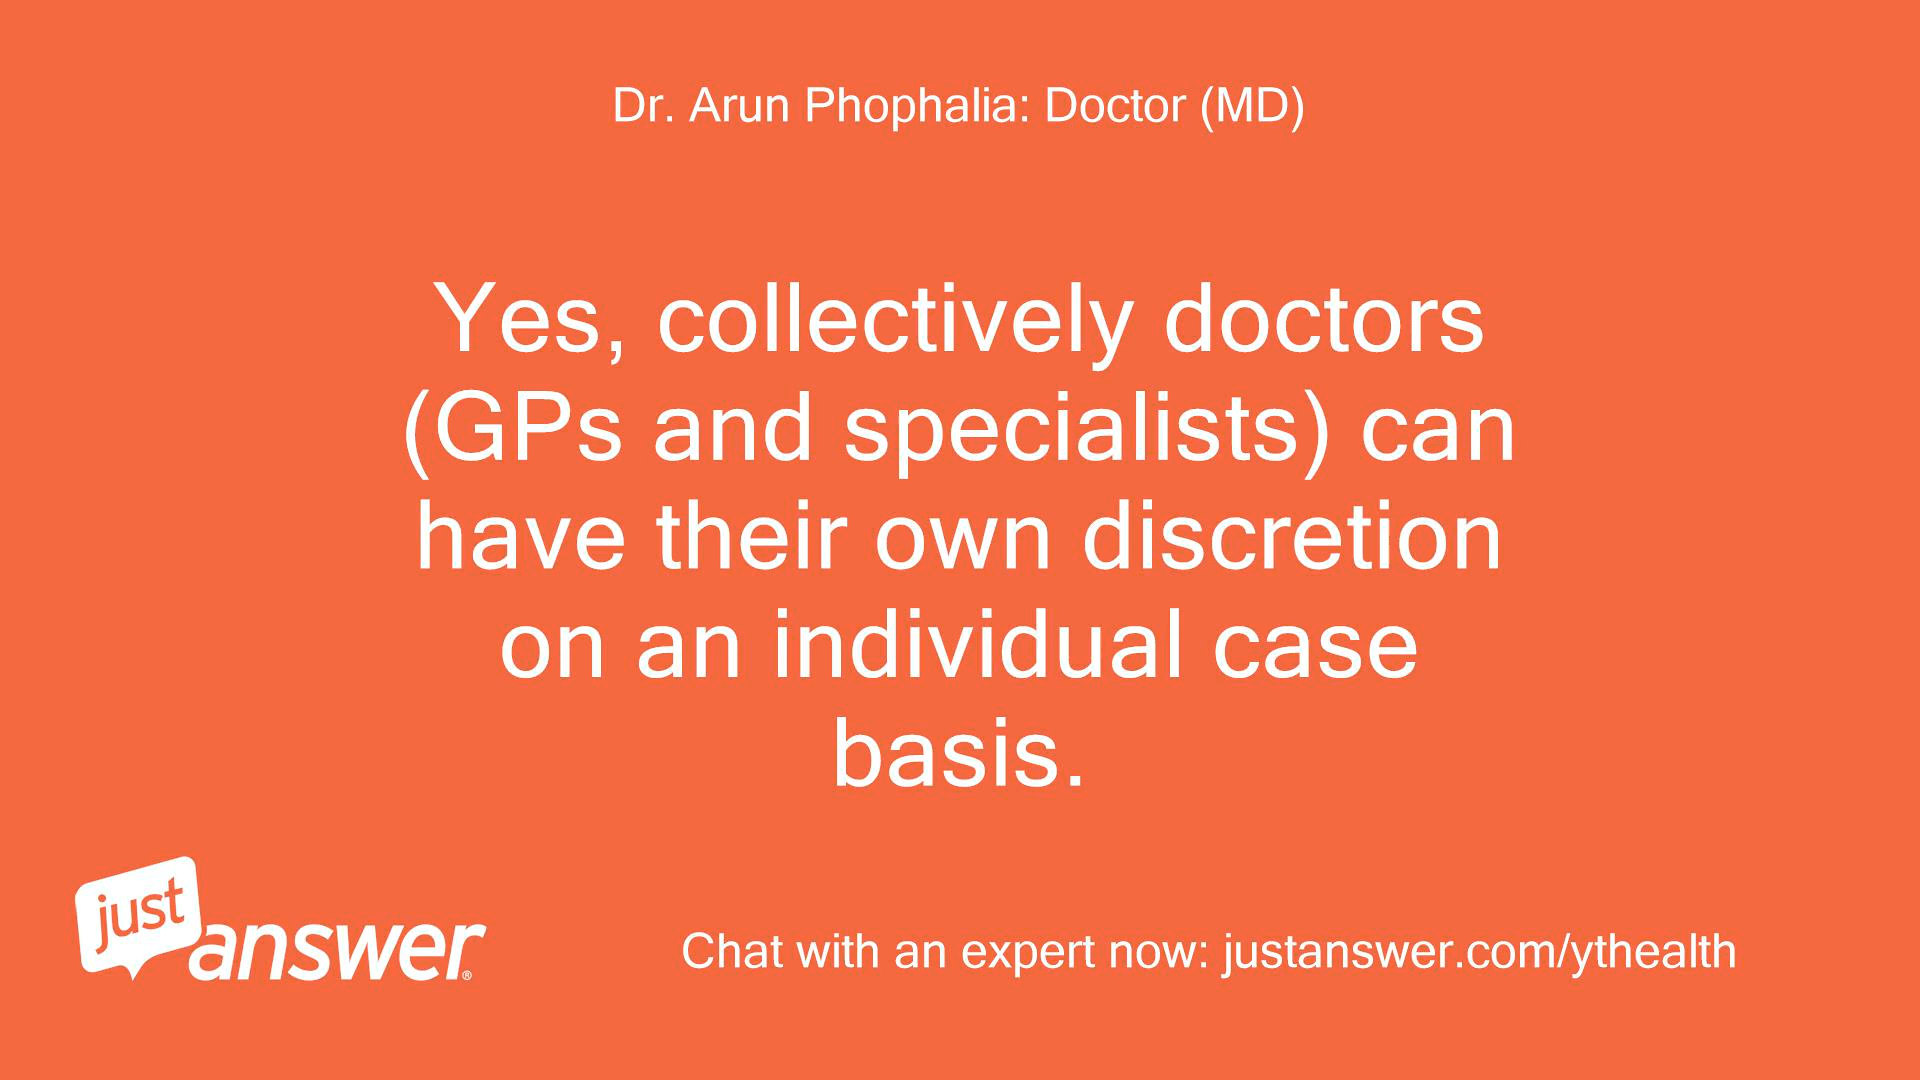 Dr. Arun Phophalia: Doctor (MD)
Yes, collectively doctors
(GPs and specialists) can
have their own discretion
on an individual case
basis.
just
answer®
Chat with an expert now: justanswer.com/ythealth